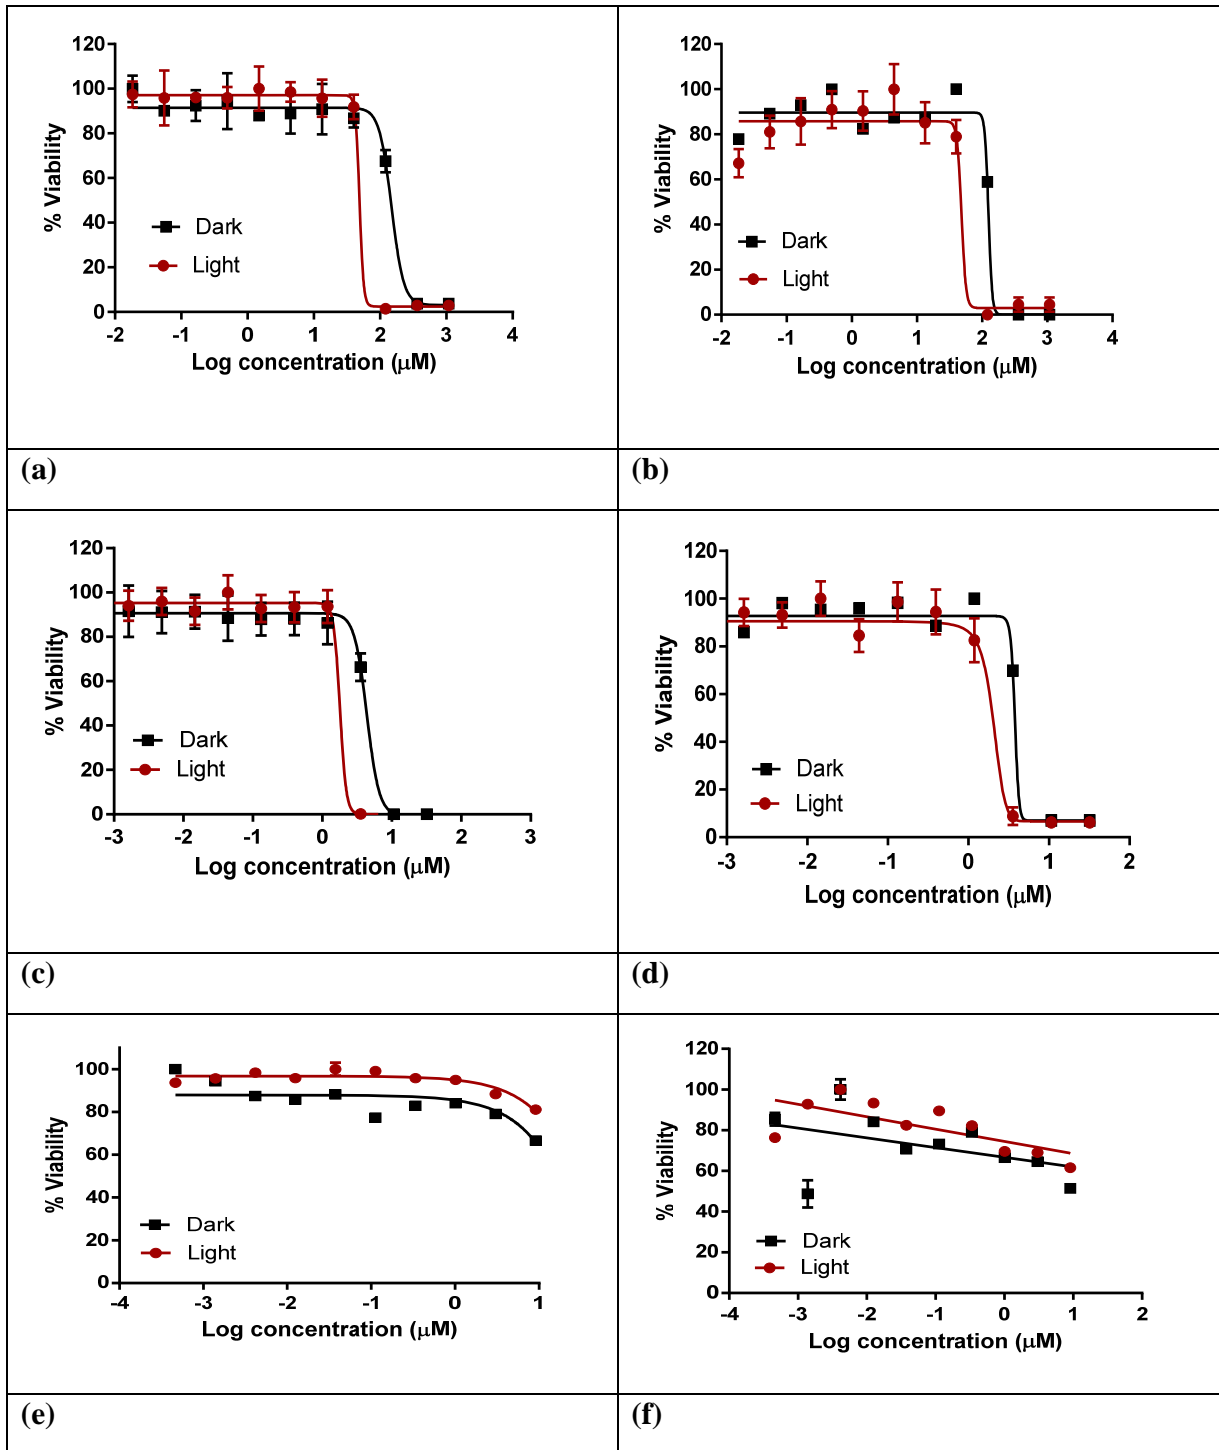 120
100
80
60
40
20
0
% Viability
Dark
Light
-2 -1 0 1 2 3 4
Log concentration (µM)
120
100
80
60
40
20
0
% Viability
Dark
Light
-2 -1 0 1 2 3 4
Log concentration (µM)
(a)
(b)
120
100
80
60
40
20
0
% Viability
Dark
Light
-3 -2 -1 0 1 2 3
Log concentration (µM)
120
100
80
60
40
20
0
% Viability
Dark
Light
-3 -2 -1 0 1 2
Log concentration (µM)
(c)
(d)
100
80
60
40
20
0
% Viability
Dark
Light
-4 -3 -2 -1 0 1
Log concentration (µM)
120
100
80
60
40
20
0
% Viability
Dark
Light
-4 -3 -2 -1 0 1 2
Log concentration (µM)
(e)
(f)